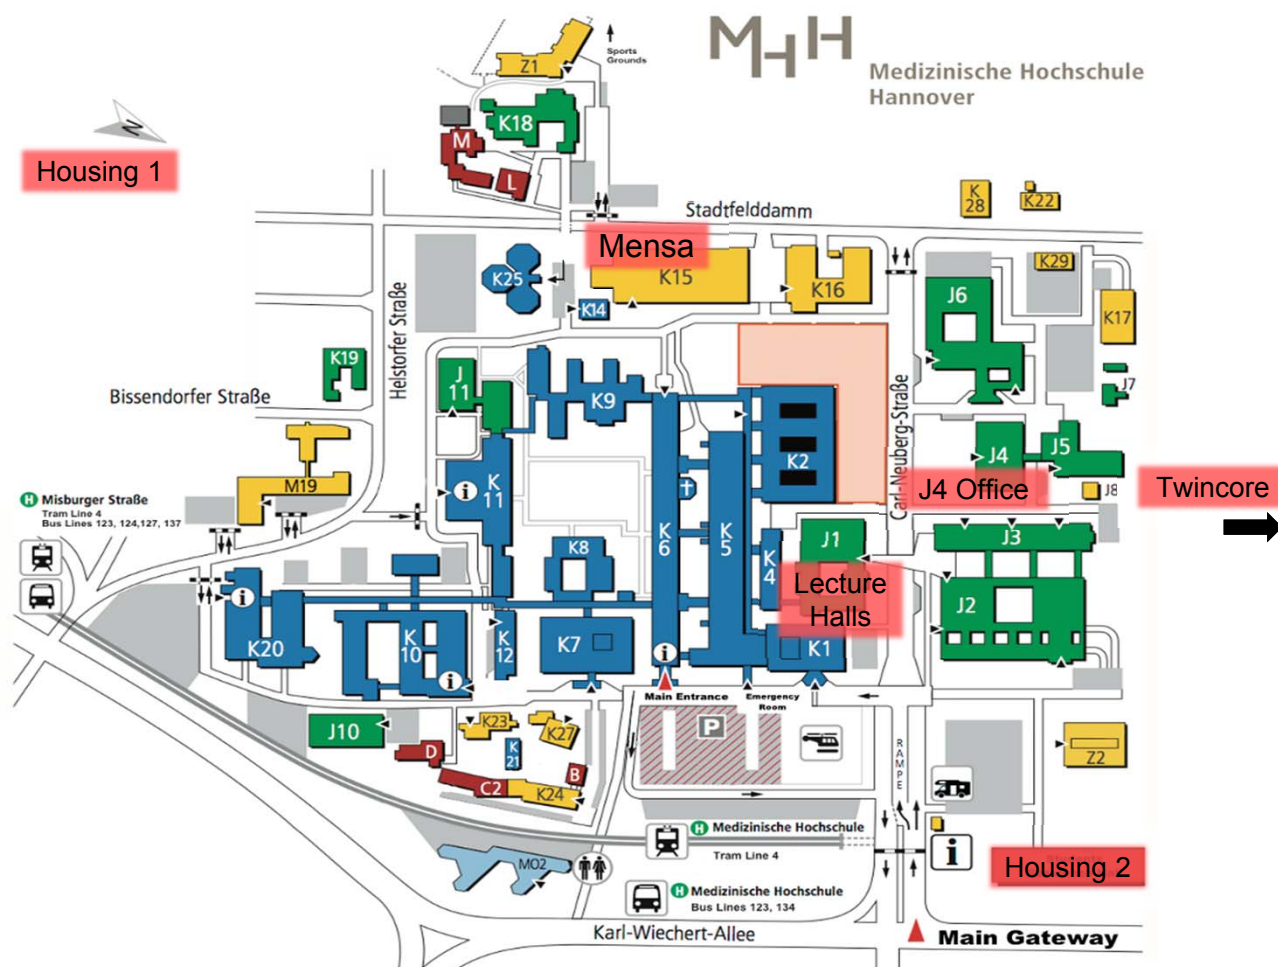 MHH
Medizinische Hochschule
Hannover
Sports
Grounds
Z1
K18
M
L
N
Housing 1
Stadtfelddamm
K
28
K22
Mensa
K15
K25
K14
K16
K29
J6
K17
K19
Helstorfer Straße
J
11
K9
Carl-Neuberg-Straße
J7
Bissendorfer Straße
K2
J4
J5
M19
K
11
i
J4 Office
J8
Twincore
H Misburger Straße
Tram Line 4
Bus Lines 123, 124,127, 137
K8
K
6
K
5
K
4
J1
J3
Lecture
Halls
J2
i
K20
K
10
i
K
12
K7
i
K1
Main Entrance
Emergency
Room
J10
D
K23
K
21
K27
B
C2
K24
P
RAMPE
Z2
H Medizinische Hochschule
Tram Line 4
i
Housing 2
MO2
H Medizinische Hochschule
Bus Lines 123, 134
Karl-Wiechert-Allee
Main Gateway